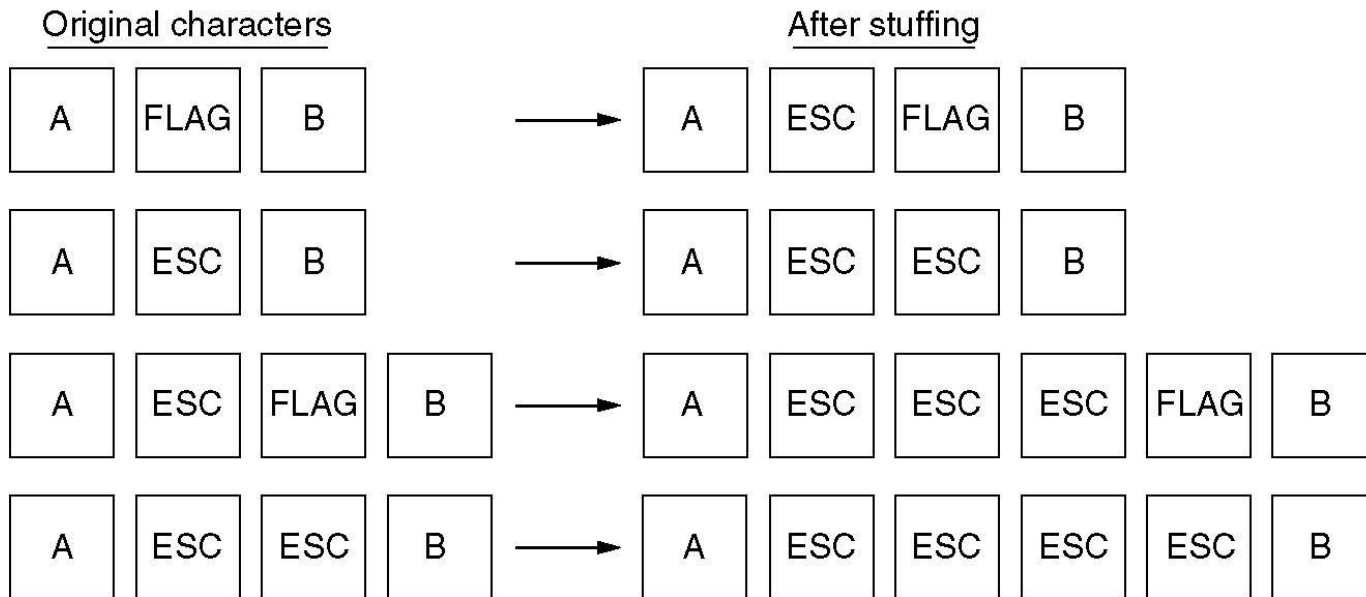 Original characters After stuffing
A FLAG B A ESC FLAG B
A ESC B A ESC ESC B
A ESC FLAG B A ESC ESC ESC FLAG B
A ESC ESC B A ESC ESC ESC ESC B